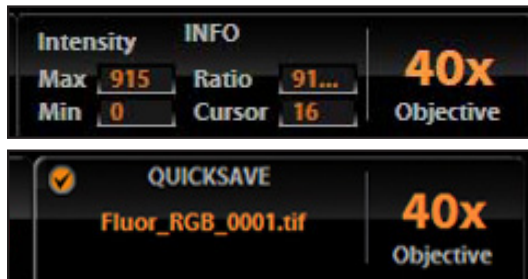 Intensity INFO
Max 915 Ratio 91... 40x
Min 0 Cursor 16 Objective
QUICKSAVE
Fluor_RGB_0001.tif 40x
Objective